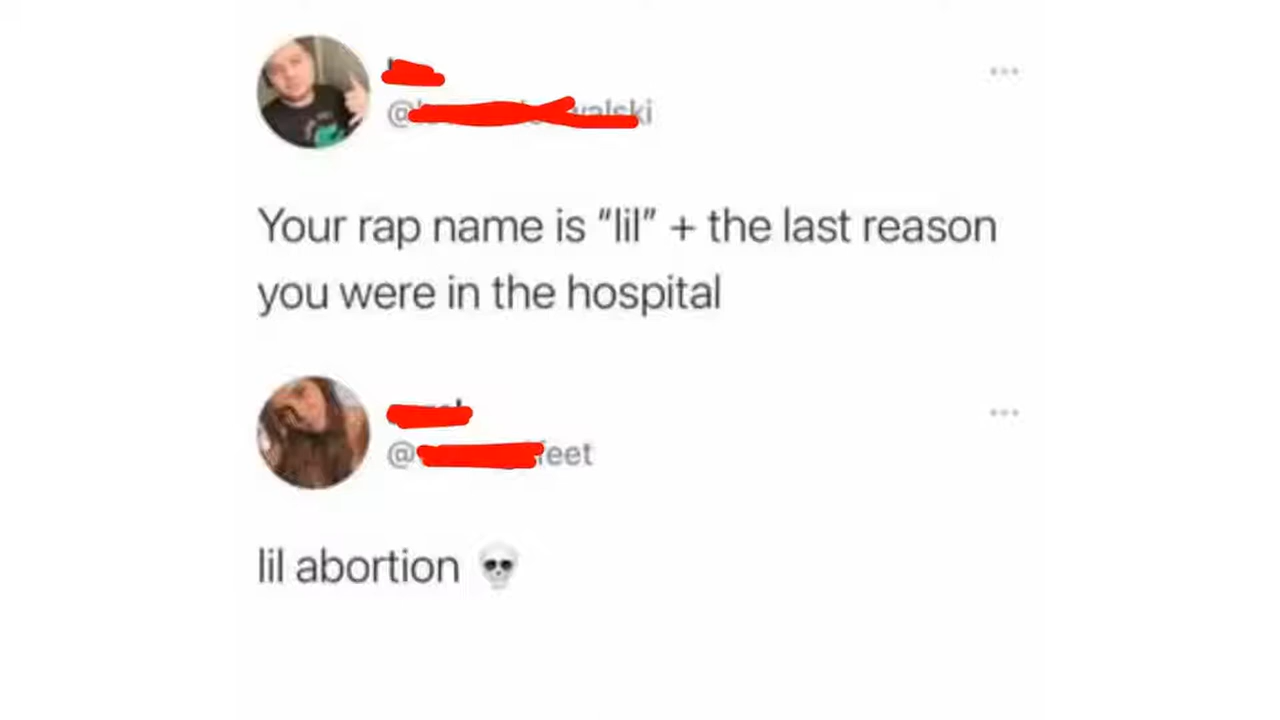 Your rap name is "lil" + the last reason
you were in the hospital
lil abortion 💀